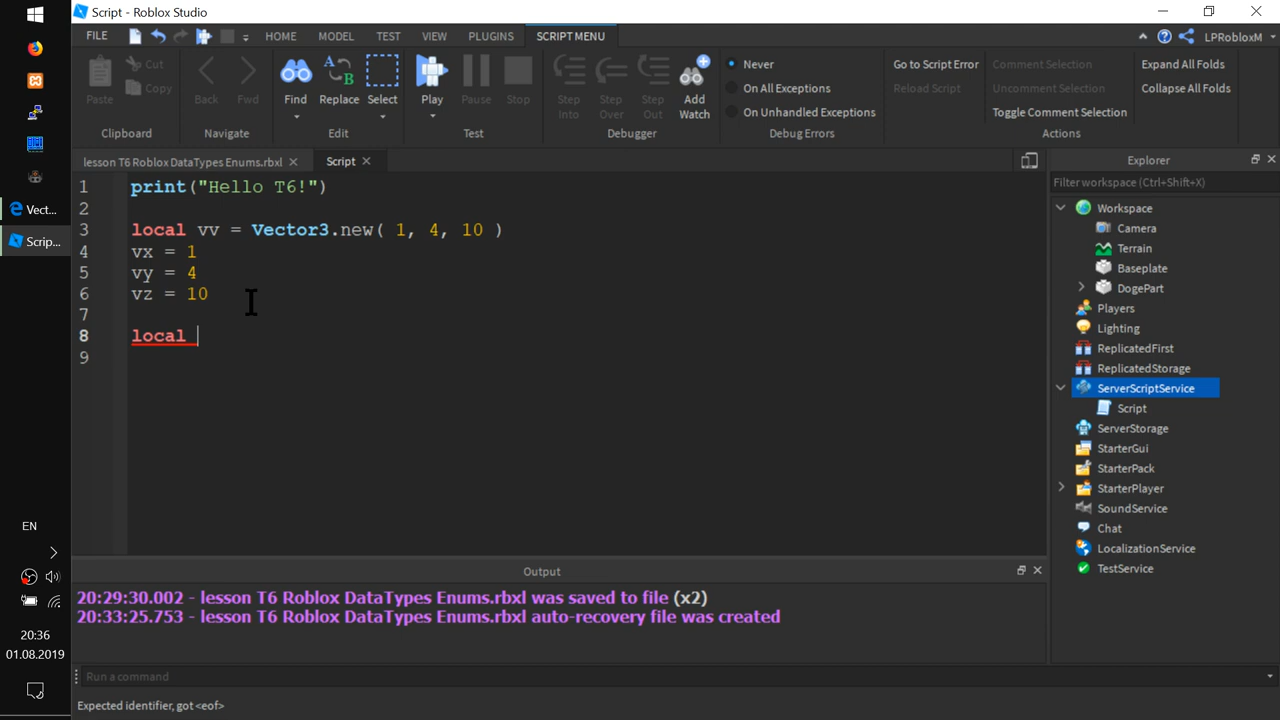 Script - Roblox Studio
FILE HOME MODEL TEST VIEW PLUGINS SCRIPT MENU LPRobloxM
Paste Cut Copy
Clipboard
Back Fwd
Navigate
Find Replace Select
Edit
Play Pause Stop
Test
Step Into Step Over Step Out Add Watch
Debugger
Never
On All Exceptions
On Unhandled Exceptions
Debug Errors
Go to Script Error
Reload Script
Comment Selection
Uncomment Selection
Toggle Comment Selection
Expand All Folds
Collapse All Folds
Actions
lesson T6 Roblox DataTypes Enums.rbxl Script
1 print("Hello T6!")
2
3 local vv = Vector3.new( 1, 4, 10 )
4 vx = 1
5 vy = 4
6 vz = 10
7
8 local
9
Explorer
Filter workspace (Ctrl+Shift+X)
Workspace
Camera
Terrain
Baseplate
DogePart
Players
Lighting
ReplicatedFirst
ReplicatedStorage
ServerScriptService
Script
ServerStorage
StarterGui
StarterPack
StarterPlayer
SoundService
Chat
LocalizationService
TestService
Output
20:29:30.002 - lesson T6 Roblox DataTypes Enums.rbxl was saved to file (x2)
20:33:25.753 - lesson T6 Roblox DataTypes Enums.rbxl auto-recovery file was created
Run a command
Expected identifier, got <eof>
Vect...
Scrip...
EN
20:36
01.08.2019